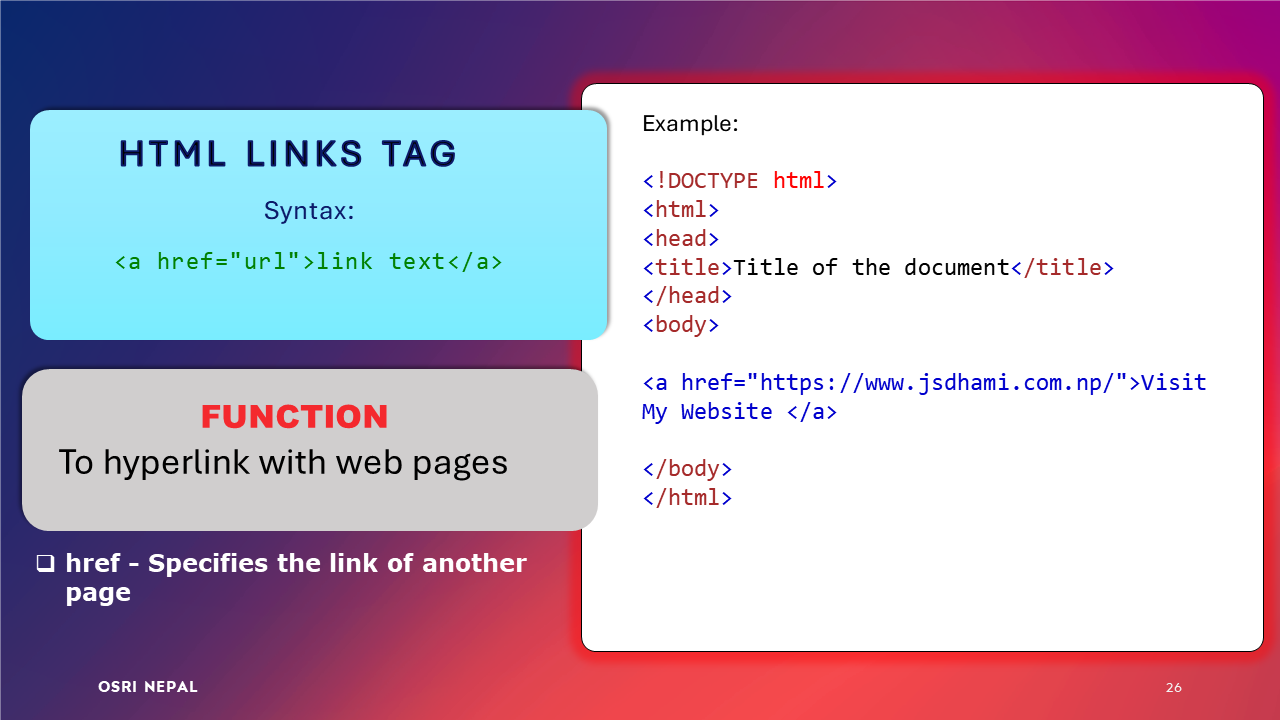 HTML LINKS TAG
Syntax:
<a href="url">link text</a>
FUNCTION
To hyperlink with web pages
❑ href - Specifies the link of another
page
Example:
<!DOCTYPE html>
<html>
<head>
<title>Title of the document</title>
</head>
<body>
<a href="https://www.jsdhami.com.np/">Visit
My Website </a>
</body>
</html>
OSRI NEPAL
26